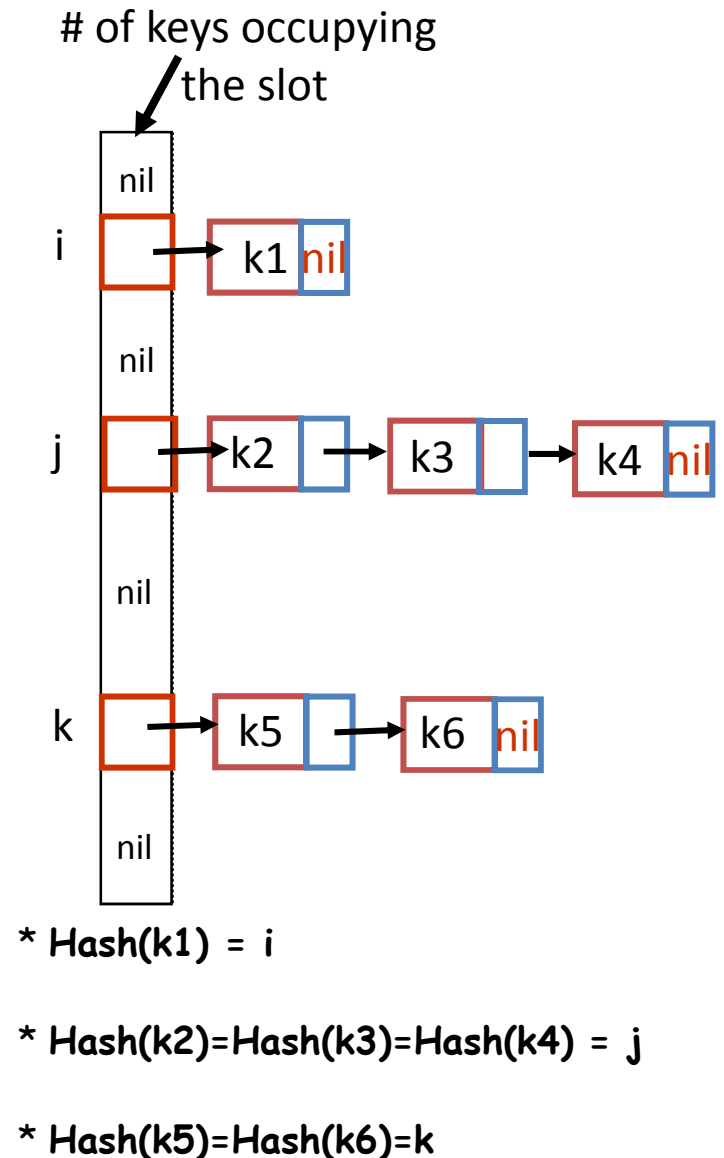 # of keys occupying
the slot
nil
i k1 nil
nil
j k2 k3 k4 nil
nil
k k5 k6 nil
nil
* Hash(k1) = i
* Hash(k2)=Hash(k3)=Hash(k4) = j
* Hash(k5)=Hash(k6)=k